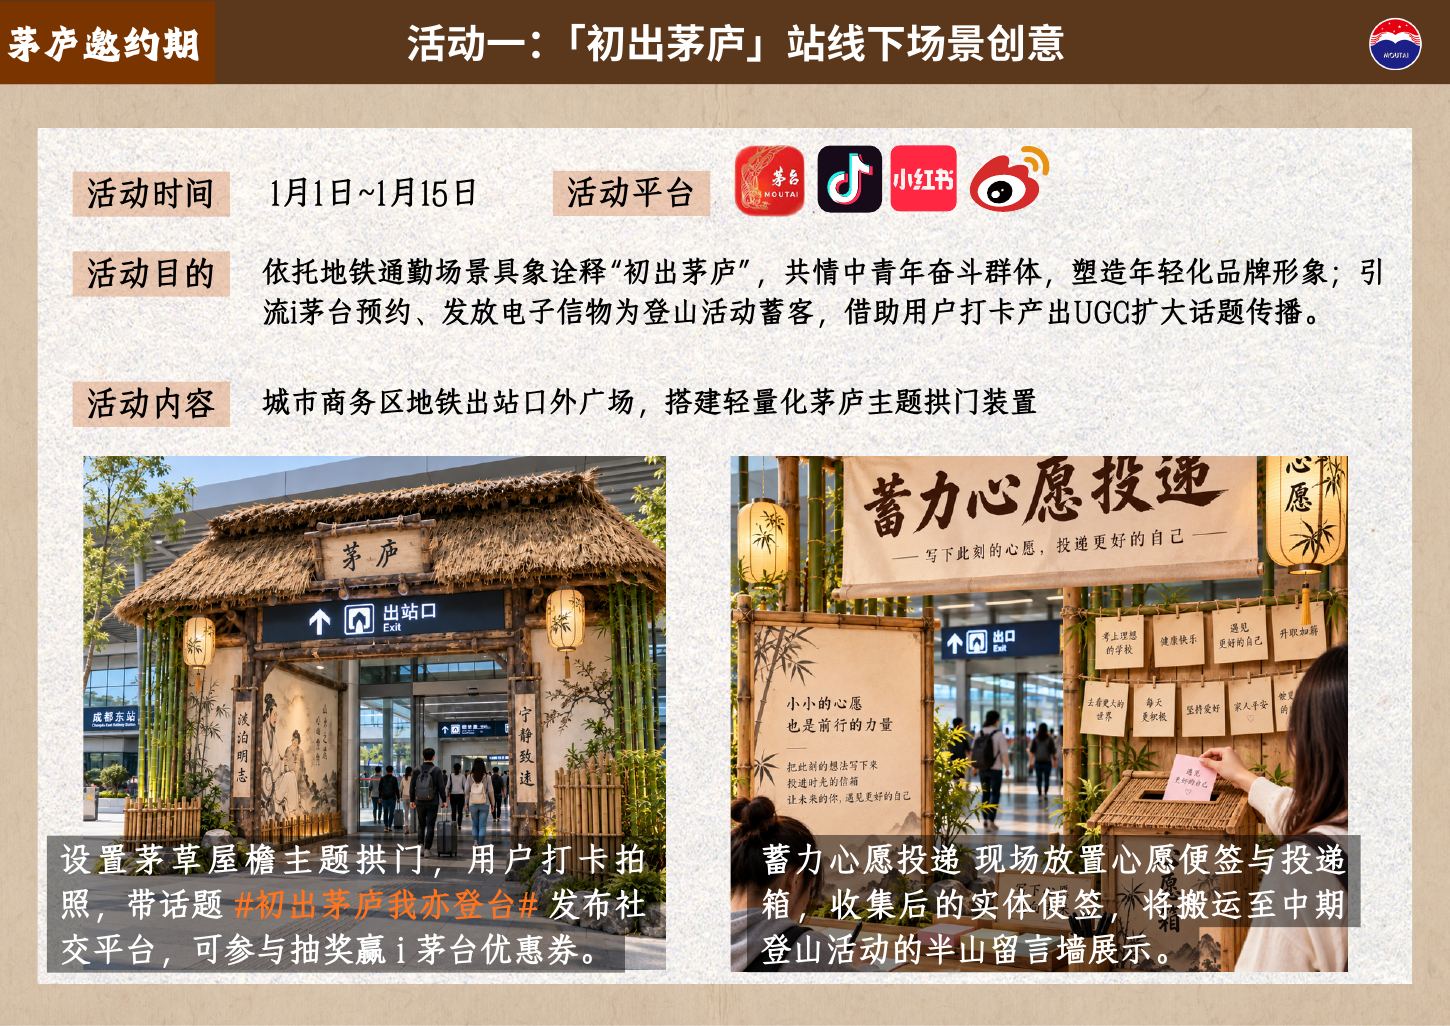 茅庐邀约期
活动一：「初出茅庐」站线下场景创意
MOUTAI
活动时间
1月1日~1月15日
活动平台
茅台
MOUTAI
小红书
活动目的
依托地铁通勤场景具象诠释“初出茅庐”，共情中青年奋斗群体，塑造年轻化品牌形象；引
流i茅台预约、发放电子信物为登山活动蓄客，借助用户打卡产出UGC扩大话题传播。
活动内容
城市商务区地铁出站口外广场，搭建轻量化茅庐主题拱门装置
茅庐
出站口
Exit
成都东站
淡泊明志
宁静致远
设置茅草屋檐主题拱门，用户打卡拍
照，带话题 #初出茅庐我亦登台# 发布社
交平台，可参与抽奖赢 i 茅台优惠券。
蓄力心愿投递
写下此刻的心愿，投递更好的自己
心愿
出口
Exit
小小的心愿
也是前行的力量
把此刻的想法写下来
投进时光的信箱
让未来的你，遇见更好的自己
考上理想
的学校
健康快乐
遇见
更好的自己
升职加薪
去看更大的
世界
每天
更积极
坚持爱好
家人平安
遇见
更好的自己
蓄力心愿投递 现场放置心愿便签与投递
箱，收集后的实体便签，将搬运至中期
登山活动的半山留言墙展示。